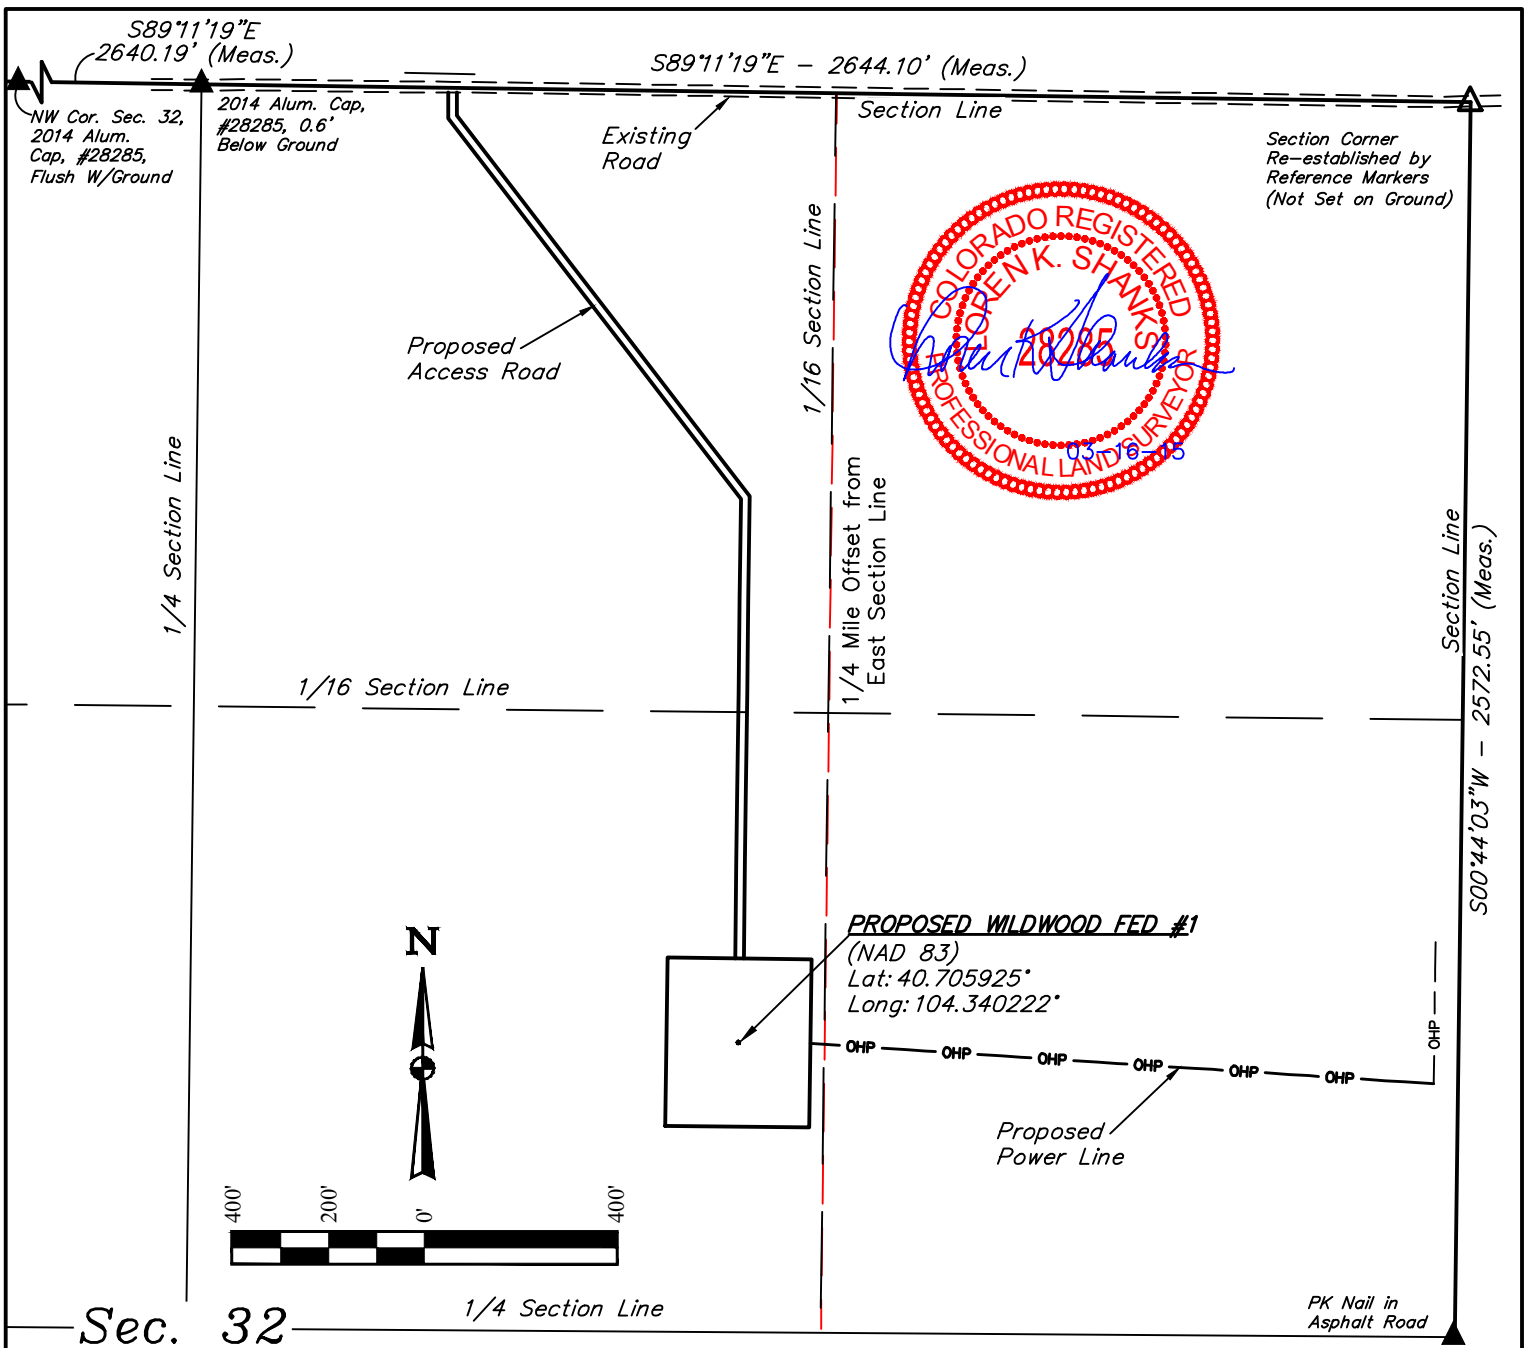 S89°11'19"E
2640.19' (Meas.)
S89°11'19"E - 2644.10' (Meas.)
Section Line
NW Cor. Sec. 32,
2014 Alum.
Cap, #28285,
Flush W/Ground
2014 Alum. Cap,
#28285, 0.6'
Below Ground
Existing
Road
Section Corner
Re-established by
Reference Markers
(Not Set on Ground)
1/16 Section Line
COLORADO REGISTERED
LOREN K. SHANKS
28285
PROFESSIONAL LAND SURVEYOR
03-16-15
Proposed
Access Road
1/4 Section Line
1/4 Mile Offset from
East Section Line
Section Line
S00°44'03"W - 2572.55' (Meas.)
1/16 Section Line
N
PROPOSED WILDWOOD FED #1
(NAD 83)
Lat: 40.705925°
Long: 104.340222°
OHP OHP OHP OHP OHP OHP
OHP
Proposed
Power Line
400' 200' 0' 400'
1/4 Section Line
Sec. 32
PK Nail in
Asphalt Road